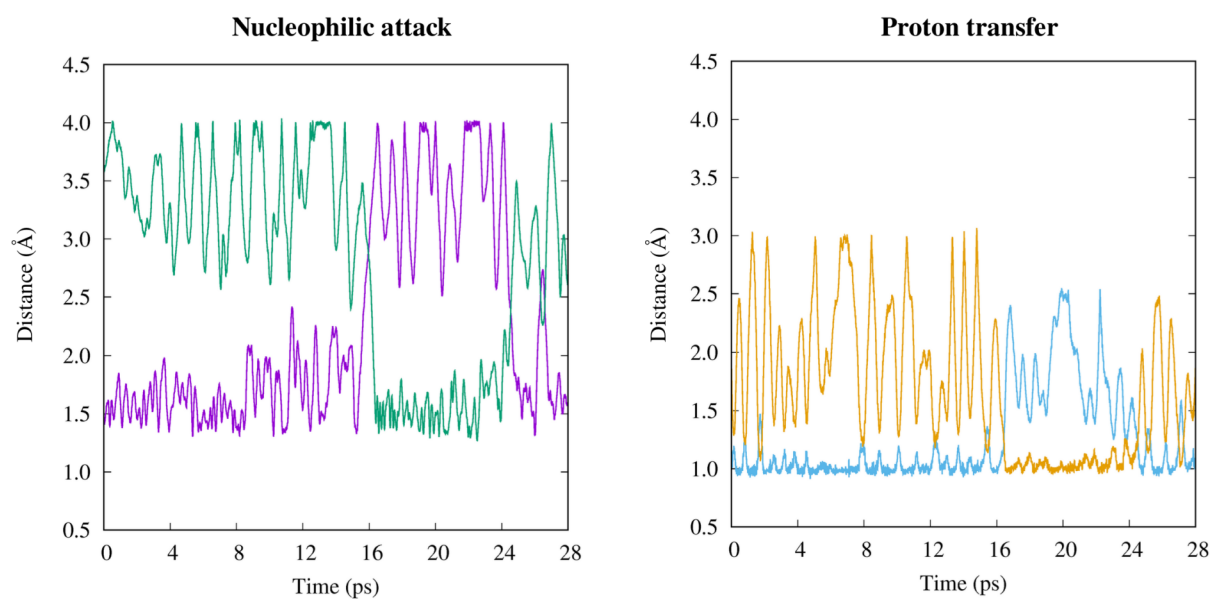 Nucleophilic attack
Distance (Å)
4.5
4.0
3.5
3.0
2.5
2.0
1.5
1.0
0.5
0 4 8 12 16 20 24 28
Time (ps)
Proton transfer
Distance (Å)
4.5
4.0
3.5
3.0
2.5
2.0
1.5
1.0
0.5
0 4 8 12 16 20 24 28
Time (ps)